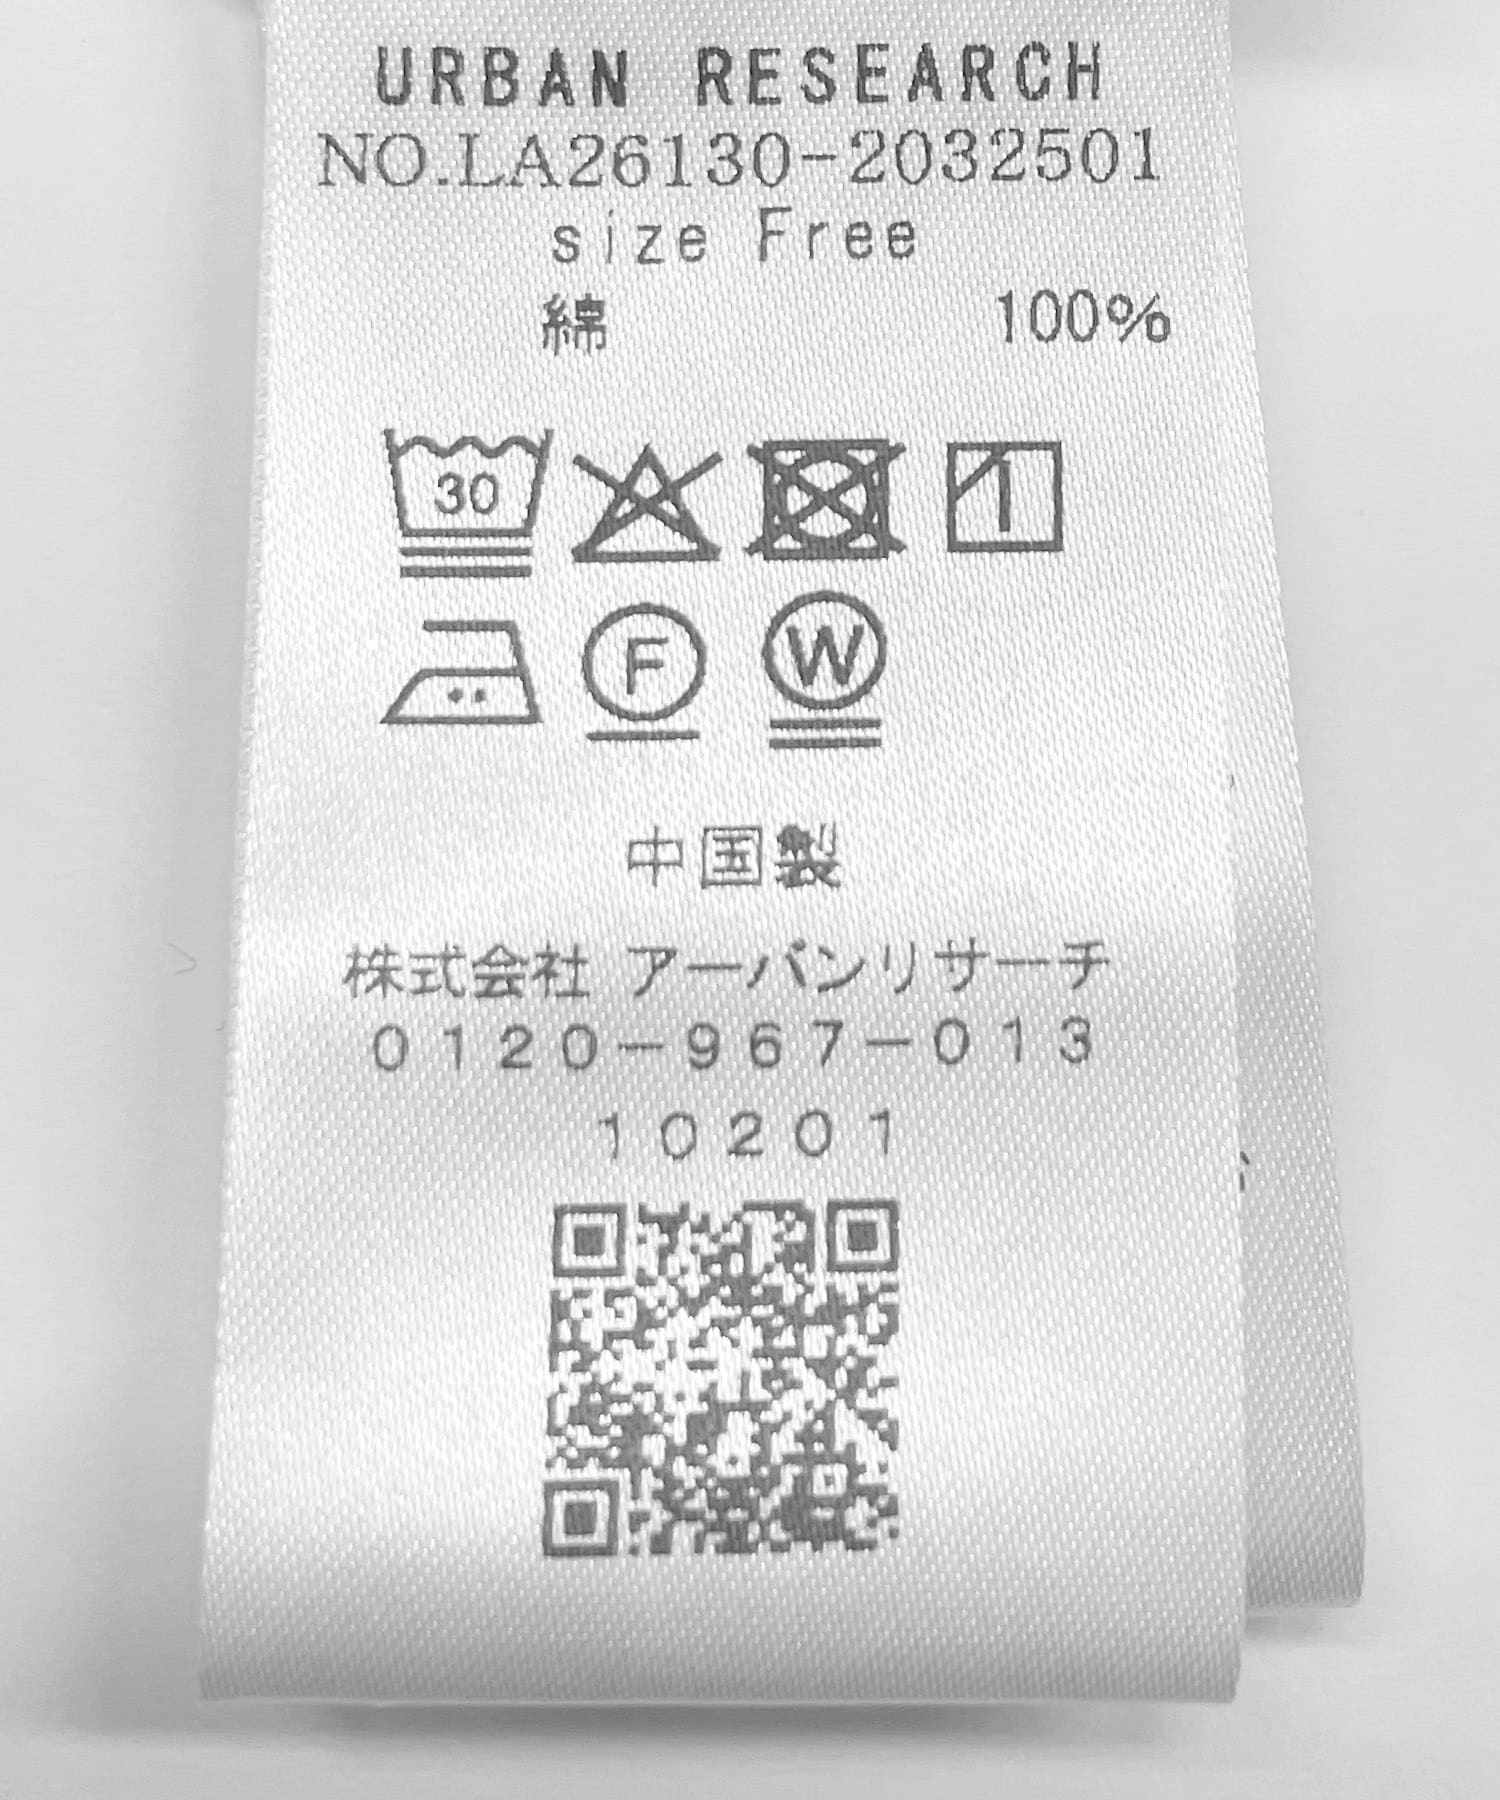 URBAN RESEARCH
NO.LA26130-2032501
size Free
綿 100%
30
F W
中国製
株式会社 アーバンリサーチ
0120-967-013
10201